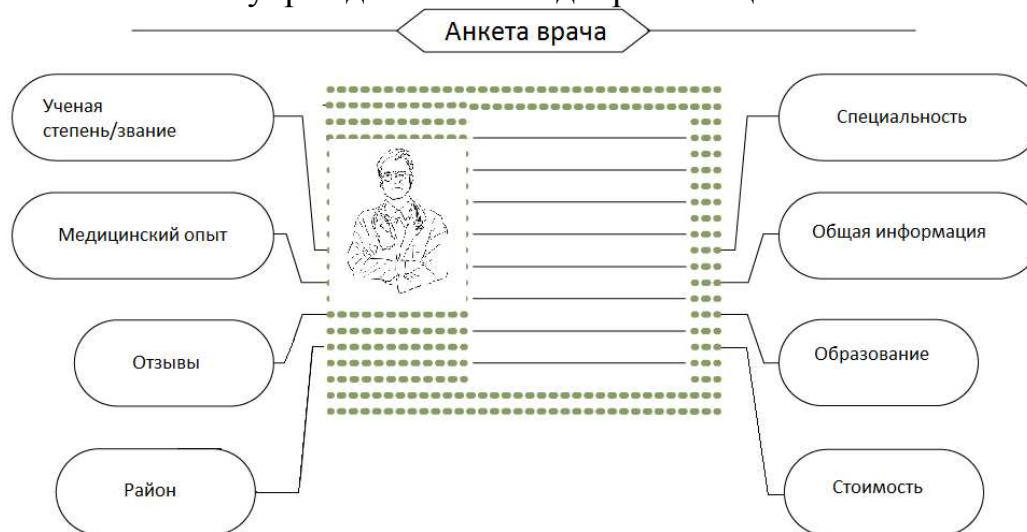 Анкета врача
Ученая
степень/звание
Специальность
Медицинский опыт
Общая информация
Отзывы
Образование
Район
Стоимость